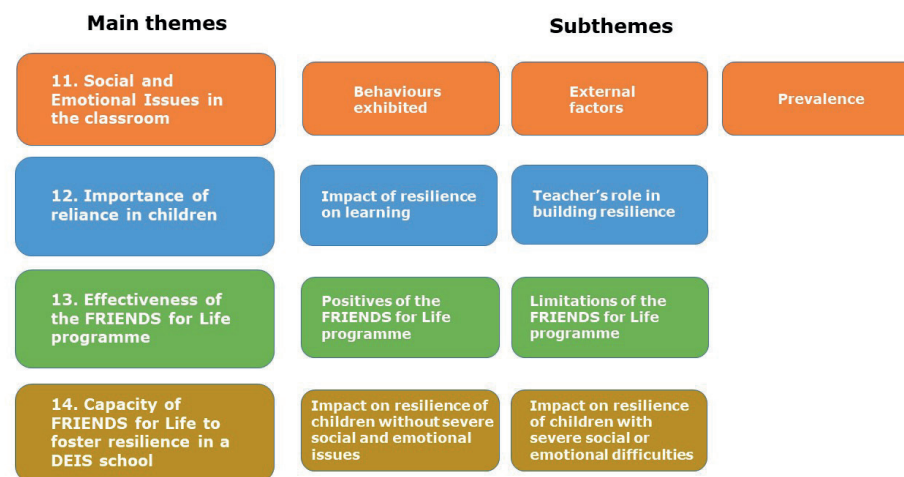 Main themes
Subthemes
11. Social and
Emotional Issues in
the classroom
Behaviours
exhibited
External
factors
Prevalence
12. Importance of
reliance in children
Impact of resilience
on learning
Teacher's role in
building resilience
13. Effectiveness of
the FRIENDS for Life
programme
Positives of the
FRIENDS for Life
programme
Limitations of the
FRIENDS for Life
programme
14. Capacity of
FRIENDS for Life to
foster resilience in a
DEIS school
Impact on resilience of
children without severe
social and emotional
issues
Impact on resilience
of children with
severe social or
emotional difficulties